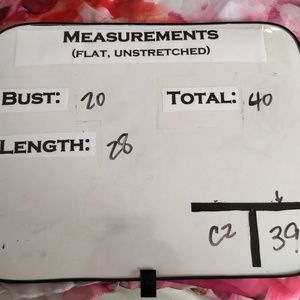 MEASUREMENTS
(FLAT, UNSTRETCHED)
BUST: 20 TOTAL: 40
LENGTH: 28
C2 39